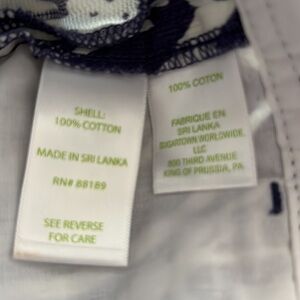 SHELL:
100% COTTON
MADE IN SRI LANKA
RN# 88189
SEE REVERSE
FOR CARE
100% COTON
FABRIQUE EN
SRI LANKA
SUGARTOWN WORLDWIDE,
LLC
800 THIRD AVENUE
KING OF PRUSSIA, PA